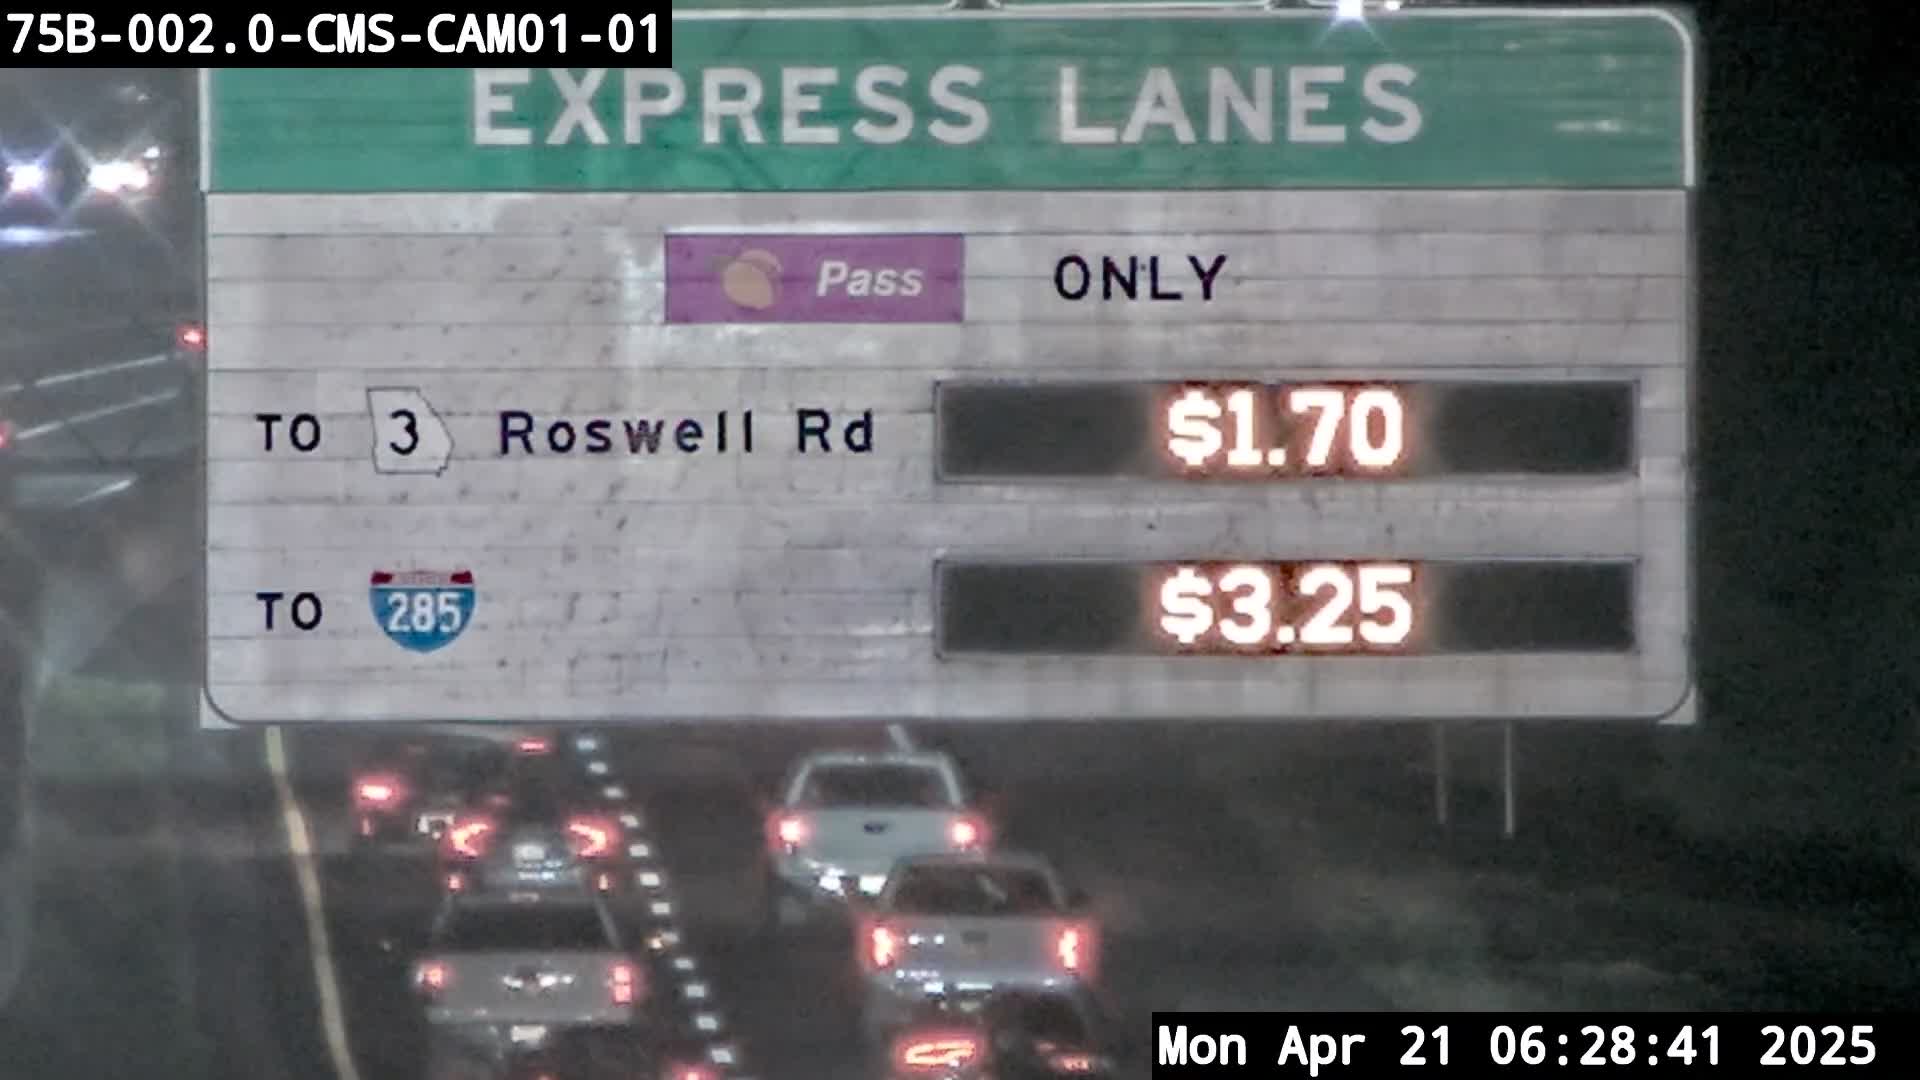 75B-002.0-CMS-CAM01-01
EXPRESS LANES
Pass ONLY
TO 3 Roswell Rd $1.70
TO 285 $3.25
Mon Apr 21 06:28:41 2025